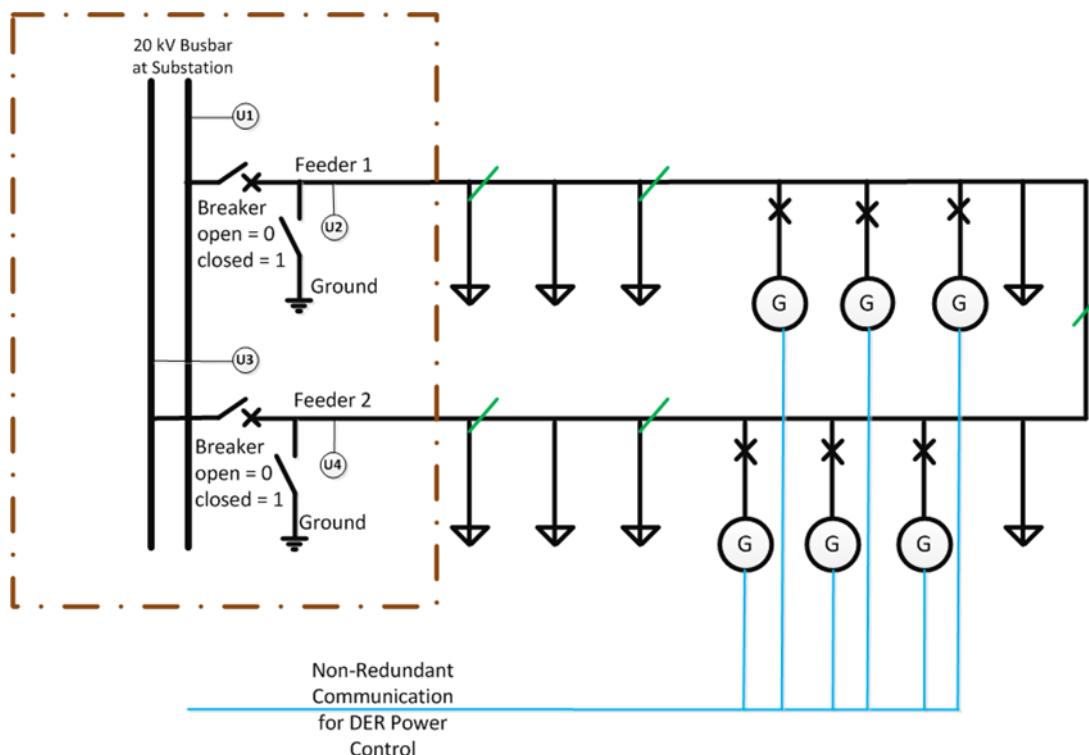 20 kV Busbar
at Substation
U1
Feeder 1
Breaker
open = 0
closed = 1
U2
Ground
G
G
G
U3
Feeder 2
Breaker
open = 0
closed = 1
U4
Ground
G
G
G
Non-Redundant
Communication
for DER Power
Control